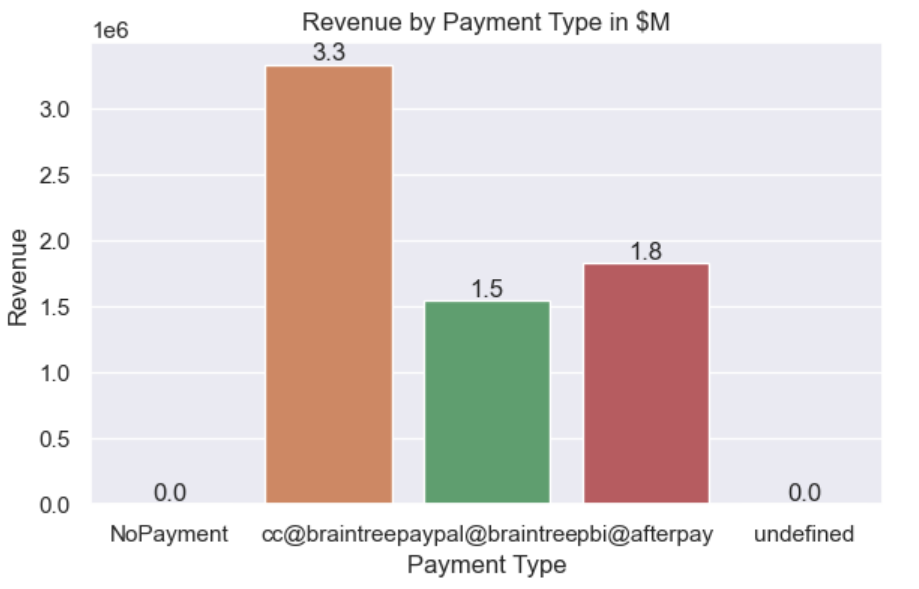 Revenue by Payment Type in $M
1e6
3.3
3.0
2.5
2.0
1.8
1.5
1.5
1.0
0.5
0.0
0.0
0.0
Revenue
NoPayment cc@braintreepaypal@braintreepbi@afterpay undefined
Payment Type